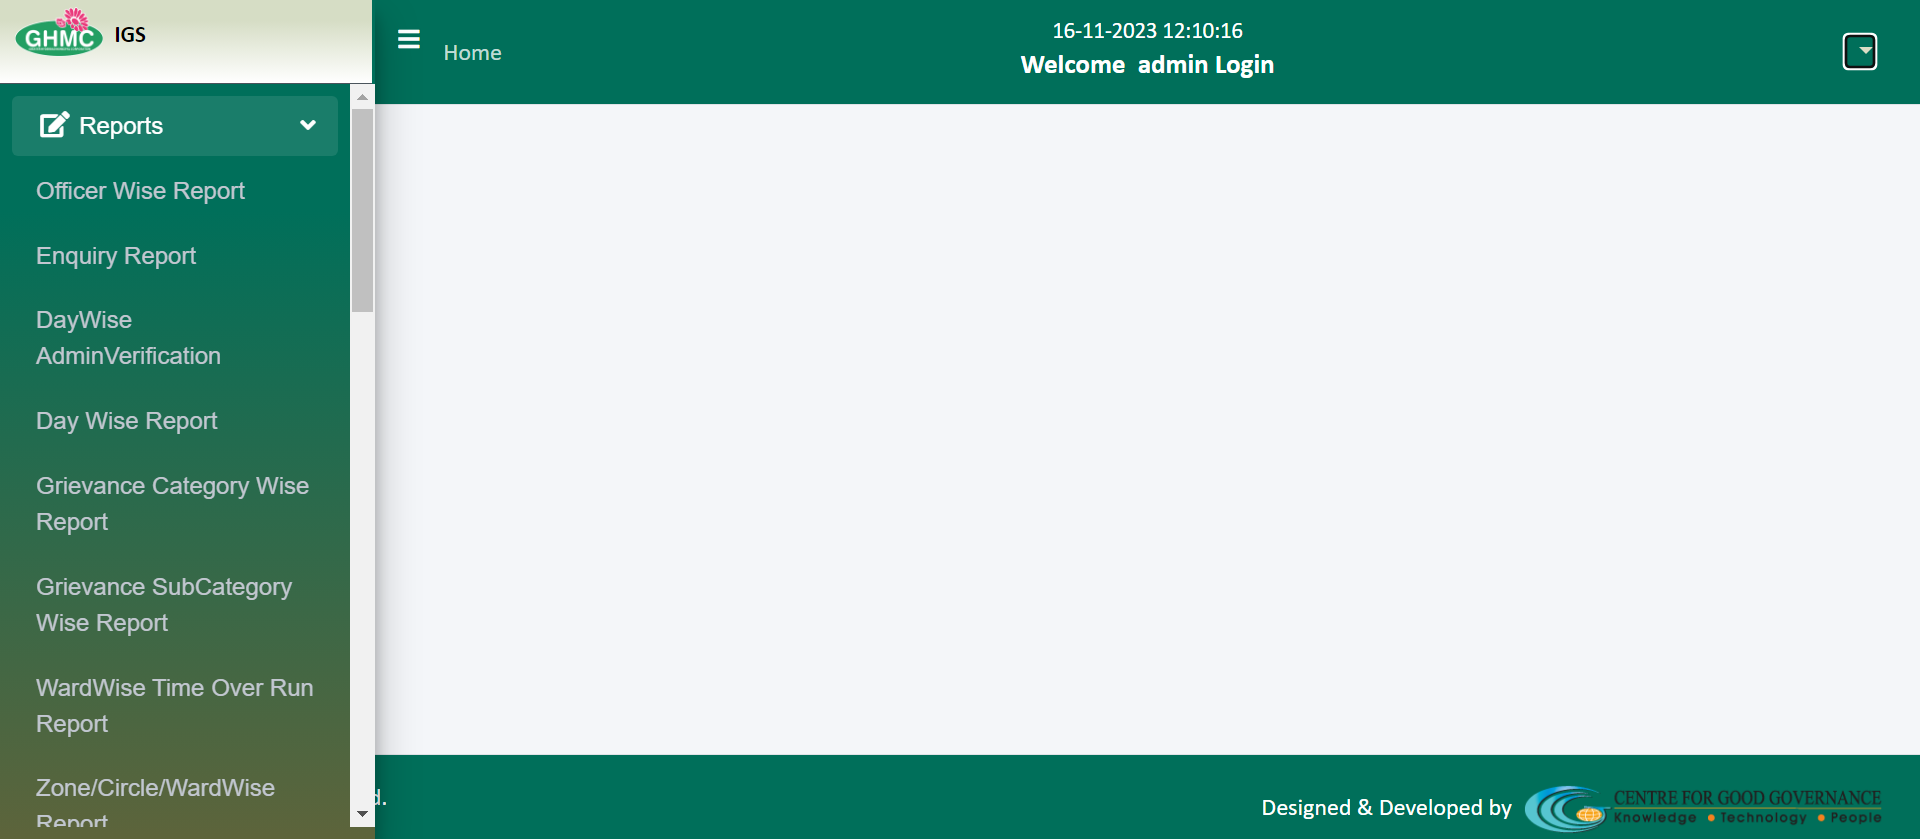 GHMC
IGS
Home
16-11-2023 12:10:16
Welcome admin Login
Reports
Officer Wise Report
Enquiry Report
DayWise
AdminVerification
Day Wise Report
Grievance Category Wise
Report
Grievance SubCategory
Wise Report
WardWise Time Over Run
Report
Zone/Circle/WardWise
Report
d.
Designed & Developed by
CENTRE FOR GOOD GOVERNANCE
Knowledge • Technology • People